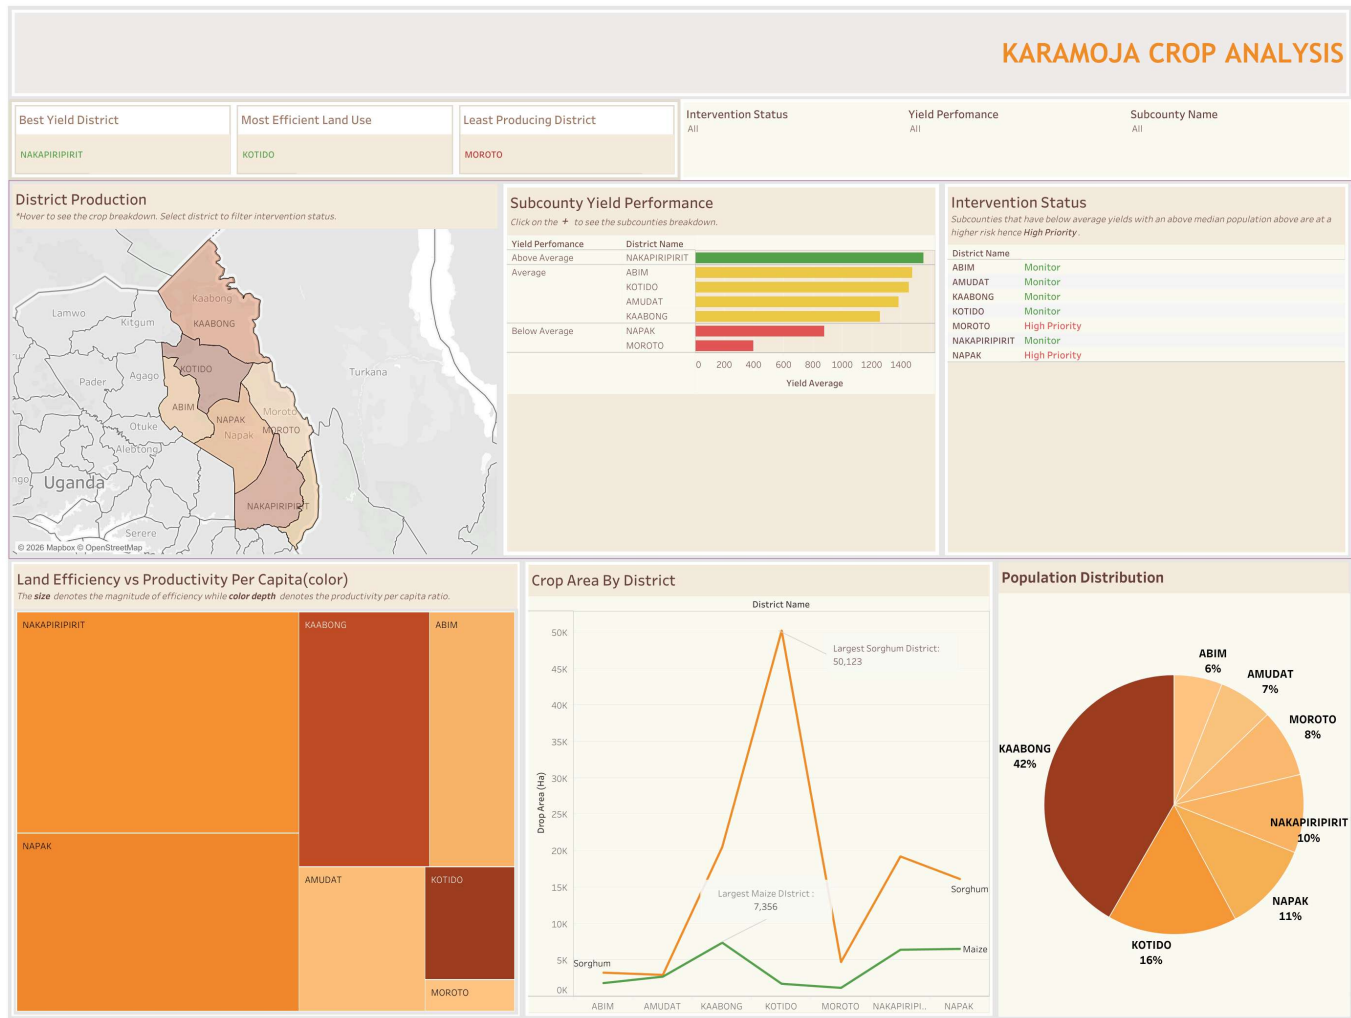 KARAMOJA CROP ANALYSIS
Best Yield District
NAKAPIRIPIRIT
Most Efficient Land Use
KOTIDO
Least Producing District
MOROTO
Intervention Status
All
Yield Perfomance
All
Subcounty Name
All
District Production
*Hover to see the crop breakdown. Select district to filter intervention status.
Kaabong
KAABONG
Lamwo
Kitgum
KOTIDO
Pader
Agago
Turkana
ABIM
NAPAK
Moroto
Otuke
Napak
MOROTO
Alebtong
Uganda
NAKAPIRIPIRIT
Serere
© 2026 Mapbox © OpenStreetMap
Subcounty Yield Performance
Click on the + to see the subcounties breakdown.
Yield Perfomance District Name
Above Average NAKAPIRIPIRIT
Average ABIM
KOTIDO
AMUDAT
KAABONG
Below Average NAPAK
MOROTO
0 200 400 600 800 1000 1200 1400
Yield Average
Intervention Status
Subcounties that have below average yields with an above median population above are at a
higher risk hence High Priority .
District Name
ABIM Monitor
AMUDAT Monitor
KAABONG Monitor
KOTIDO Monitor
MOROTO High Priority
NAKAPIRIPIRIT Monitor
NAPAK High Priority
Land Efficiency vs Productivity Per Capita(color)
The size denotes the magnitude of efficiency while color depth denotes the productivity per capita ratio.
NAKAPIRIPIRIT
KAABONG
ABIM
NAPAK
AMUDAT
KOTIDO
MOROTO
Crop Area By District
District Name
50K
45K
40K
35K
30K
25K
20K
15K
10K
5K
0K
Drop Area (Ha)
Largest Sorghum District:
50,123
Largest Maize DIstrict :
7,356
Sorghum
Sorghum
Maize
ABIM AMUDAT KAABONG KOTIDO MOROTO NAKAPIRIPI.. NAPAK
Population Distribution
ABIM
6%
AMUDAT
7%
MOROTO
8%
KAABONG
42%
NAKAPIRIPIRIT
10%
NAPAK
11%
KOTIDO
16%